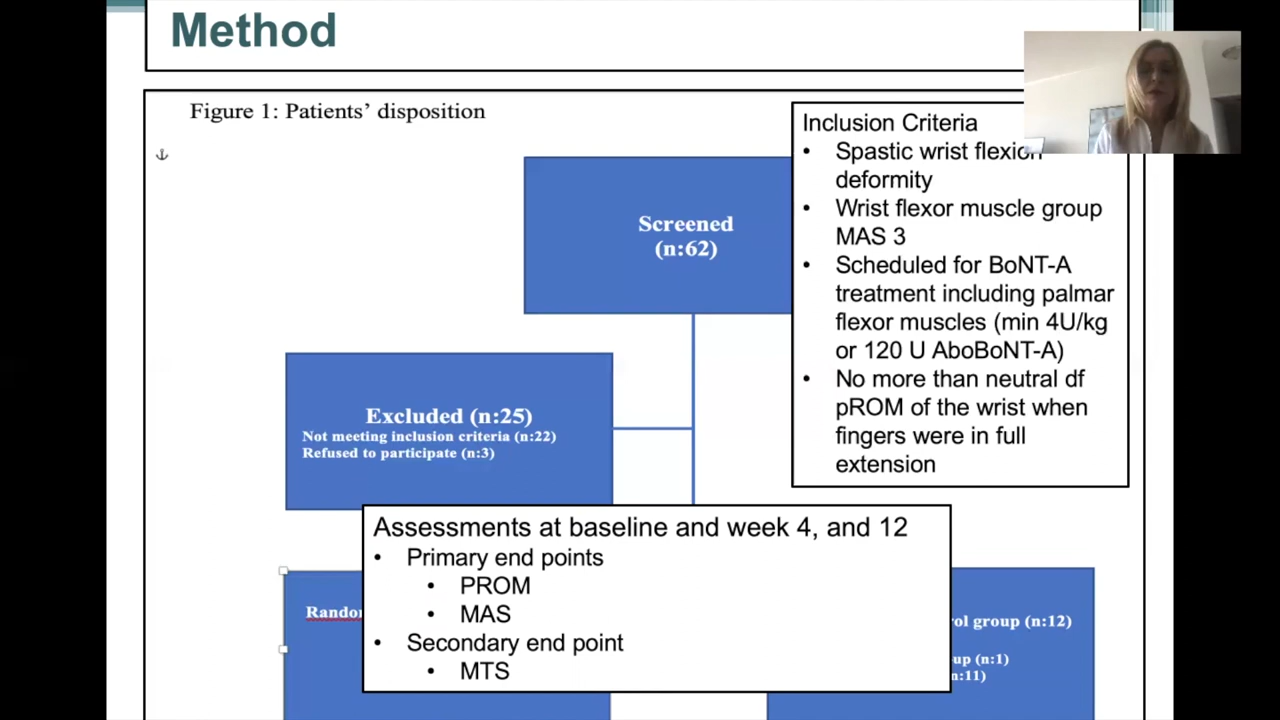 Method
Figure 1: Patients' disposition
Screened
(n:62)
Inclusion Criteria
• Spastic wrist flexion
deformity
• Wrist flexor muscle group
MAS 3
• Scheduled for BoNT-A
treatment including palmar
flexor muscles (min 4U/kg
or 120 U AboBoNT-A)
• No more than neutral df
pROM of the wrist when
fingers were in full
extension
Excluded (n:25)
Not meeting inclusion criteria (n:22)
Refused to participate (n:3)
Assessments at baseline and week 4, and 12
• Primary end points
• PROM
• MAS
• Secondary end point
• MTS
Rando
rol group (n:12)
up (n:1)
n:11)